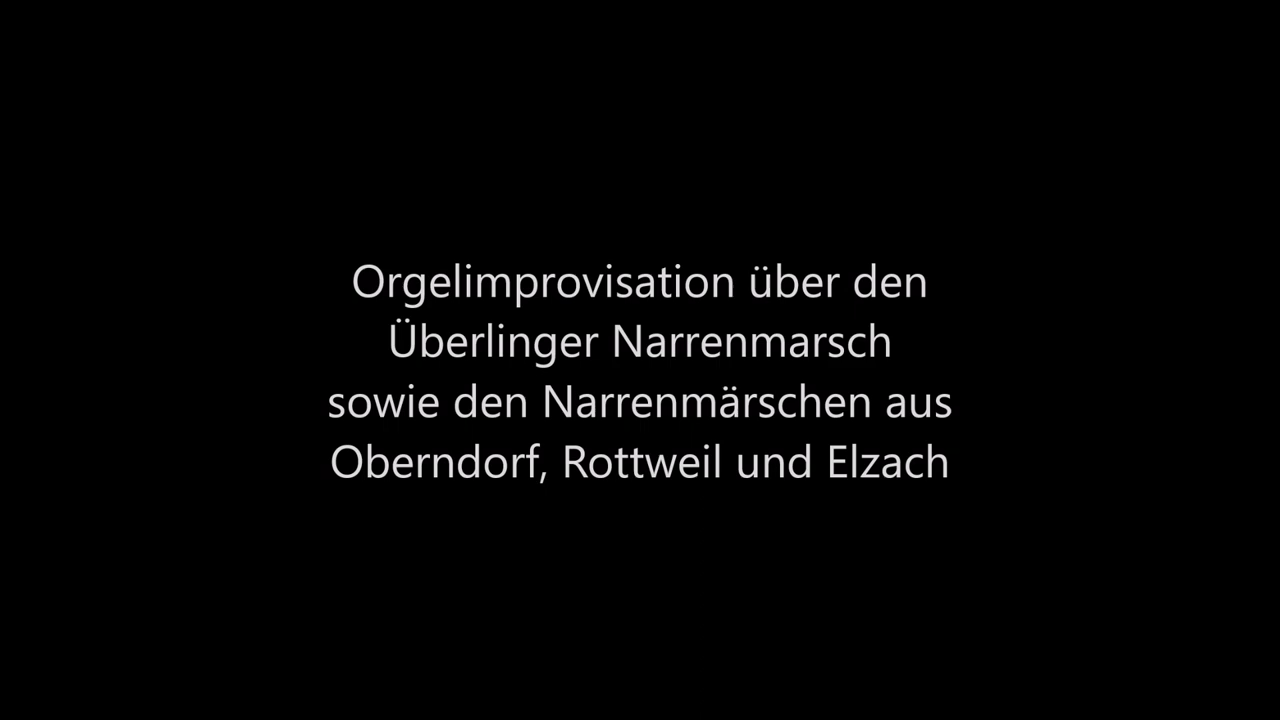 Orgelimprovisation über den
Überlinger Narrenmarsch
sowie den Narrenmärschen aus
Oberndorf, Rottweil und Elzach